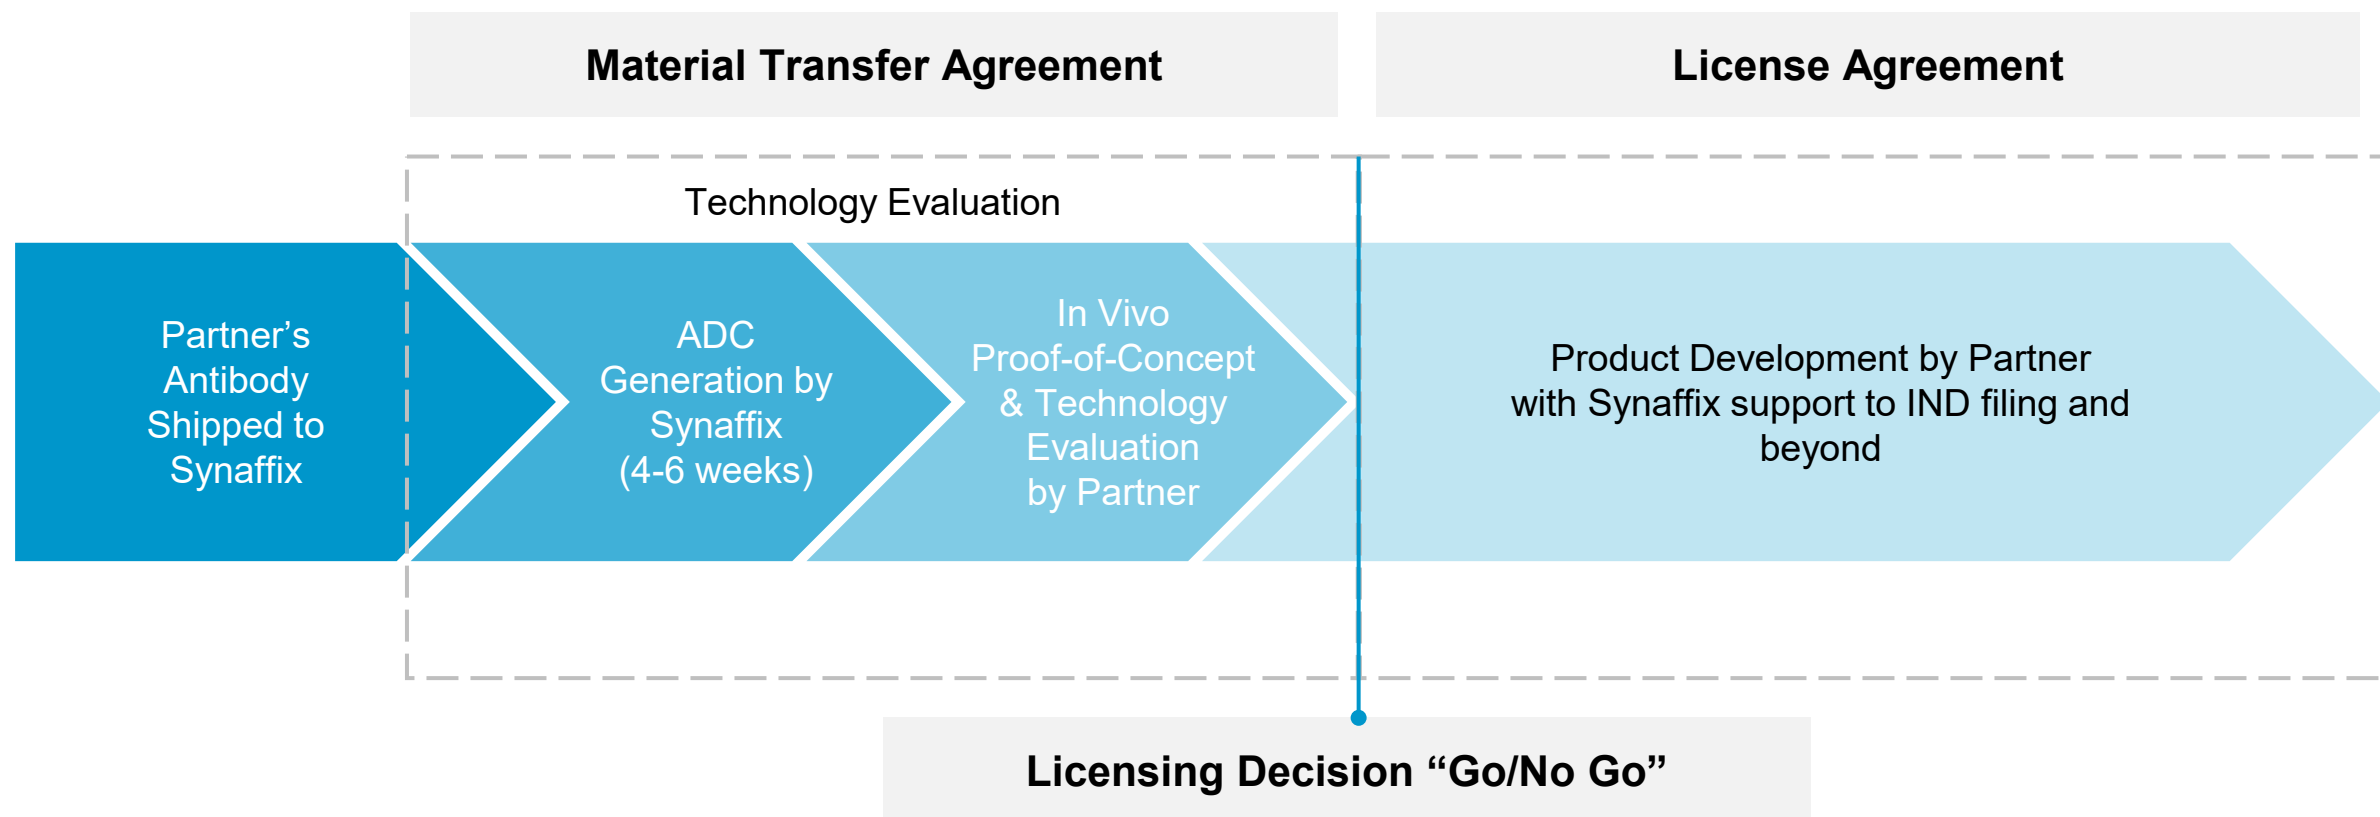 Material Transfer Agreement
License Agreement
Technology Evaluation
Partner’s
Antibody
Shipped to
Synaffix
ADC
Generation by
Synaffix
(4-6 weeks)
In Vivo
Proof-of-Concept
& Technology
Evaluation
by Partner
Product Development by Partner
with Synaffix support to IND filing and
beyond
Licensing Decision “Go/No Go”